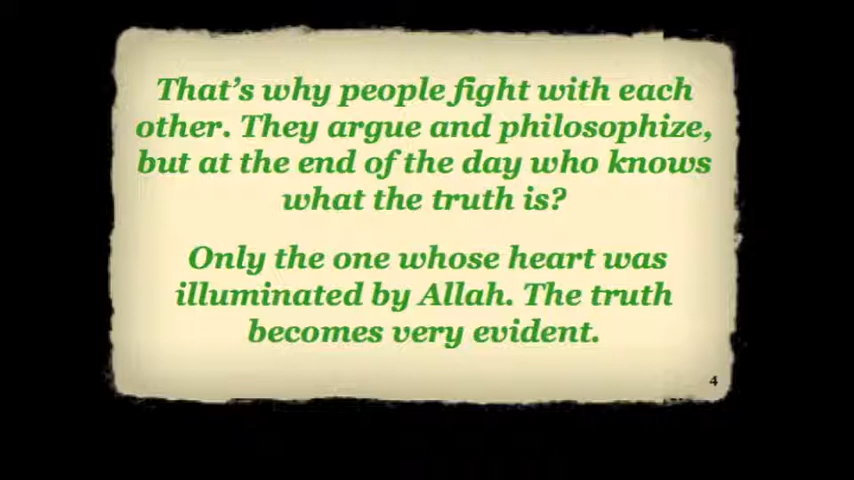 That's why people fight with each
other. They argue and philosophize,
but at the end of the day who knows
what the truth is?
Only the one whose heart was
illuminated by Allah. The truth
becomes very evident.
4